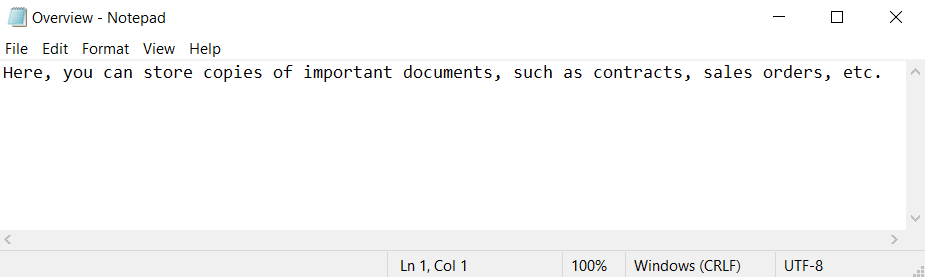 Overview - Notepad
File Edit Format View Help
Here, you can store copies of important documents, such as contracts, sales orders, etc.
Ln 1, Col 1 100% Windows (CRLF) UTF-8